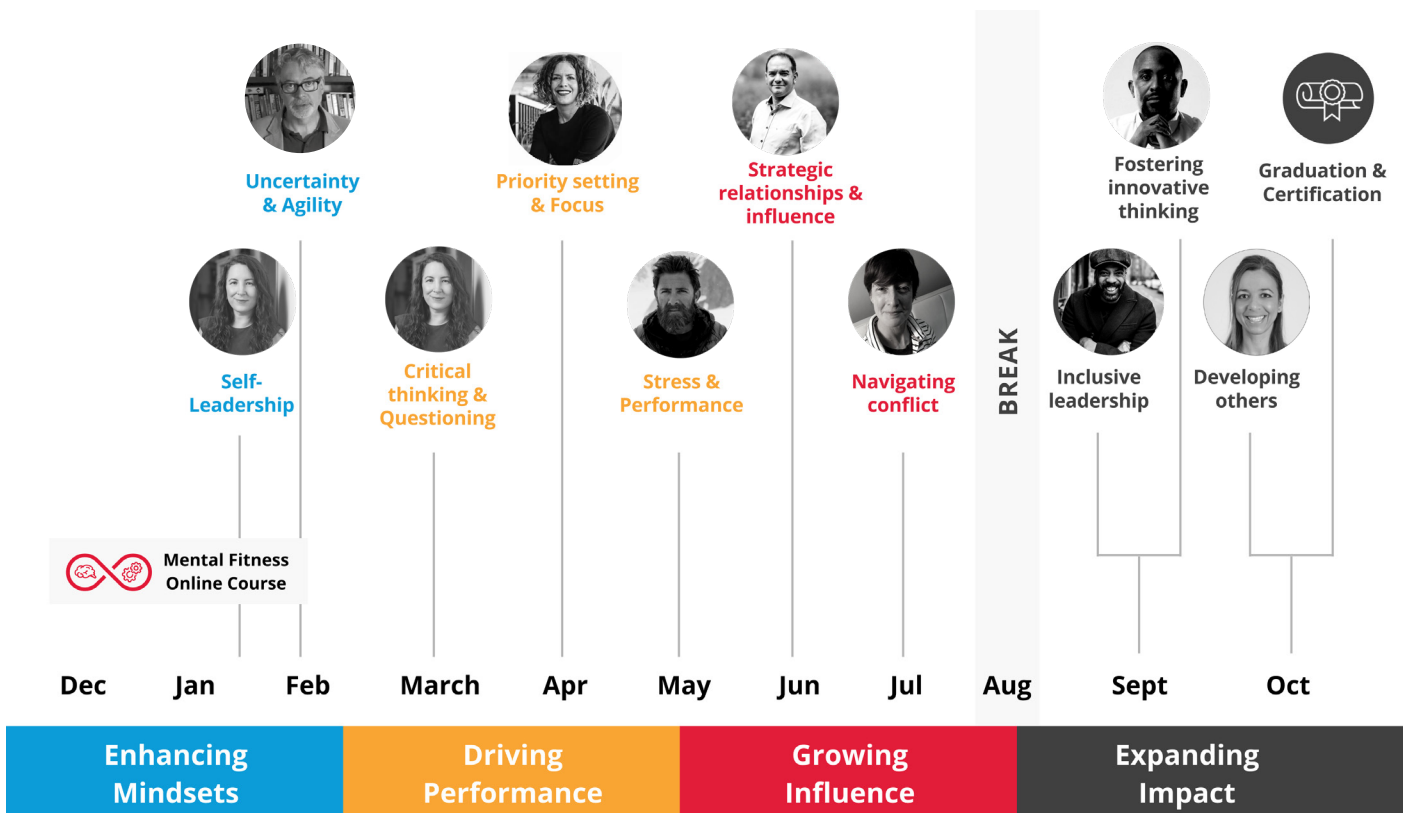 Uncertainty
& Agility
Priority setting
& Focus
Strategic
relationships &
influence
Fostering
innovative
thinking
Graduation &
Certification
Self-
Leadership
Critical
thinking &
Questioning
Stress &
Performance
Navigating
conflict
BREAK
Inclusive
leadership
Developing
others
Mental Fitness
Online Course
Dec Jan Feb March Apr May Jun Jul Aug Sept Oct
Enhancing
Mindsets
Driving
Performance
Growing
Influence
Expanding
Impact